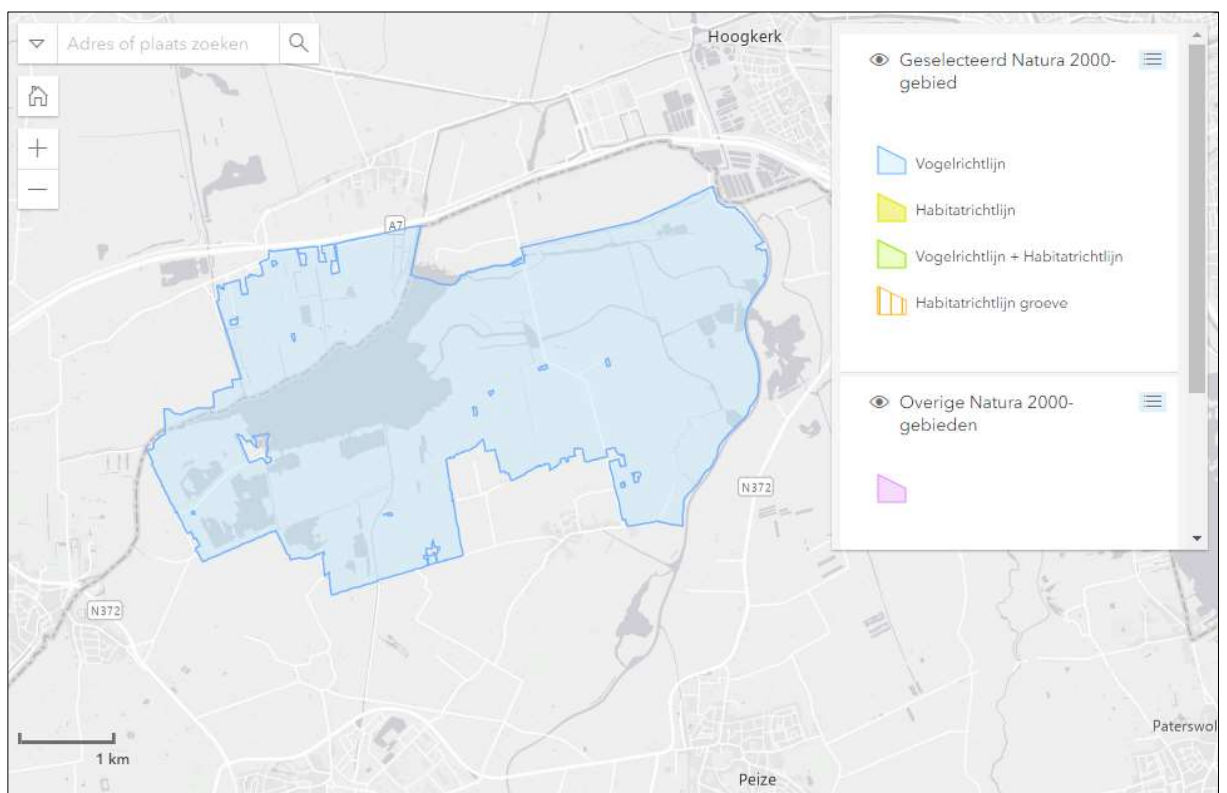 Adres of plaats zoeken
Hoogkerk
A7
N372
N372
1 km
Peize
Paterswol
Geselecteerd Natura 2000-
gebied
Vogelrichtlijn
Habitatrichtlijn
Vogelrichtlijn + Habitatrichtlijn
Habitatrichtlijn groeve
Overige Natura 2000-
gebieden